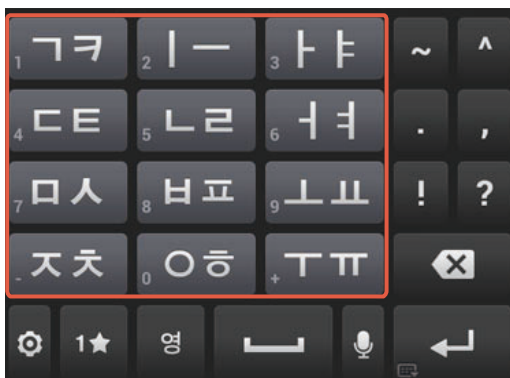 1 ㄱㅋ 2 ㅣㅡ 3 ㅏㅑ ~ ^
4 ㄷㅌ 5 ㄴㄹ 6 ㅓㅕ . ,
7 ㅁㅅ 8 ㅂㅍ 9 ㅗㅛ ! ?
- ㅈㅊ 0 ㅇㅎ + ㅜㅠ
1★ 영